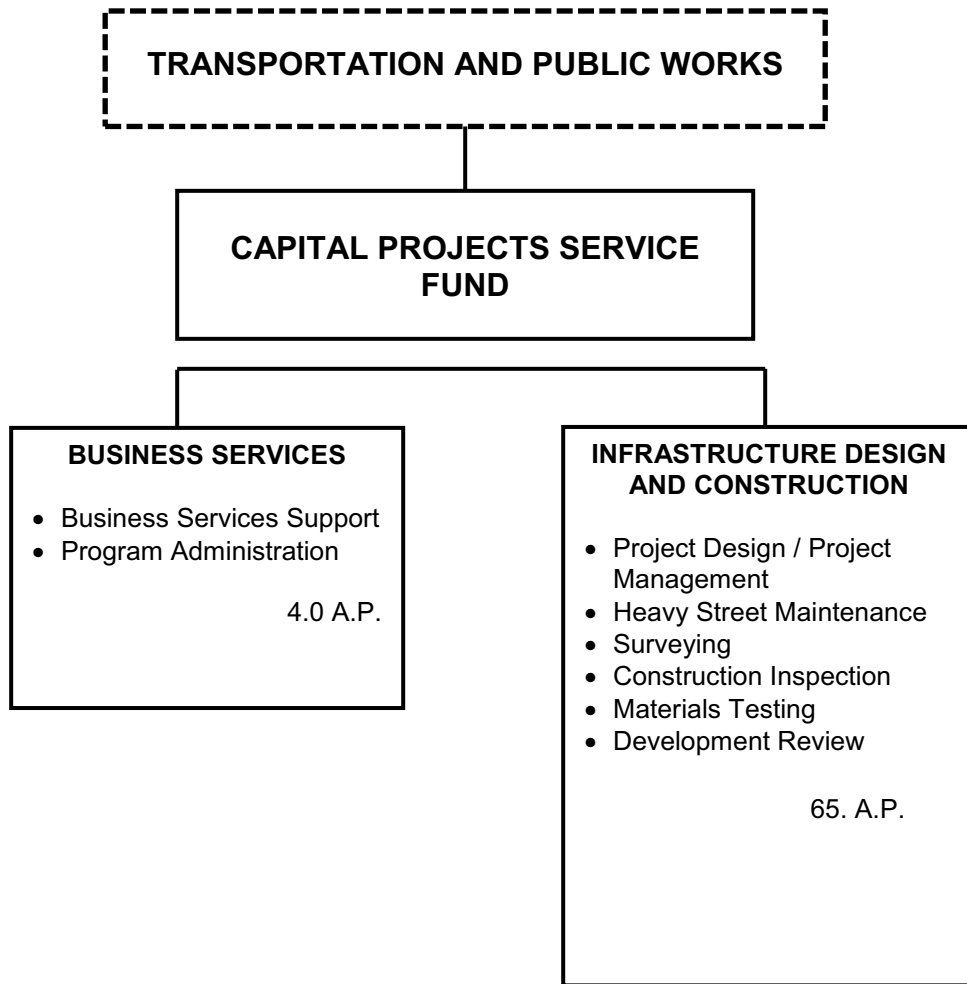 TRANSPORTATION AND PUBLIC WORKS
CAPITAL PROJECTS SERVICE
FUND
BUSINESS SERVICES
• Business Services Support
• Program Administration
4.0 A.P.
INFRASTRUCTURE DESIGN
AND CONSTRUCTION
• Project Design / Project
Management
• Heavy Street Maintenance
• Surveying
• Construction Inspection
• Materials Testing
• Development Review
65. A.P.